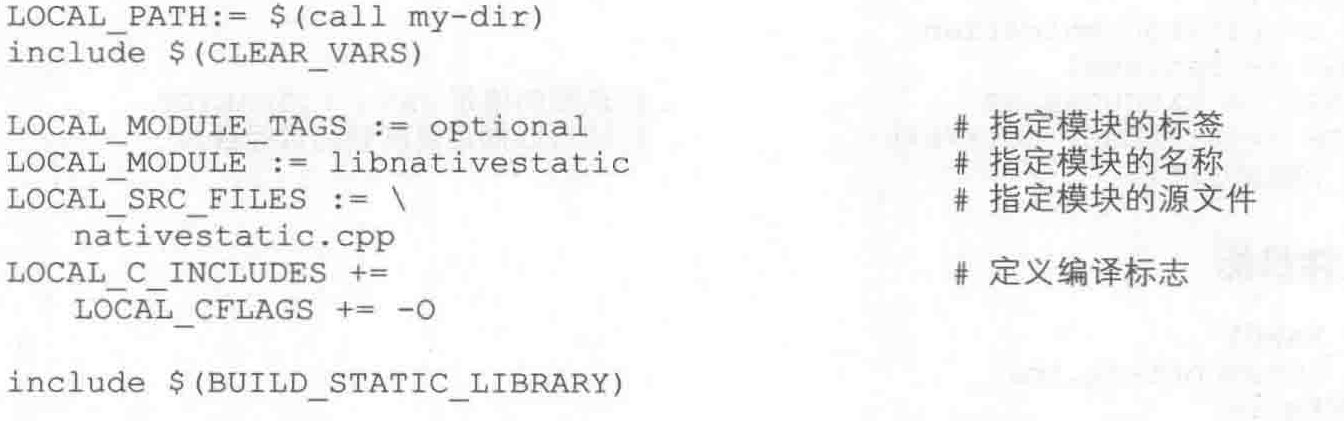 LOCAL_PATH:= $(call my-dir)
include $(CLEAR_VARS)
LOCAL_MODULE_TAGS := optional # 指定模块的标签
LOCAL_MODULE := libnativestatic # 指定模块的名称
LOCAL_SRC_FILES := \ # 指定模块的源文件
nativestatic.cpp
LOCAL_C_INCLUDES += # 定义编译标志
LOCAL_CFLAGS += -O
include $(BUILD_STATIC_LIBRARY)